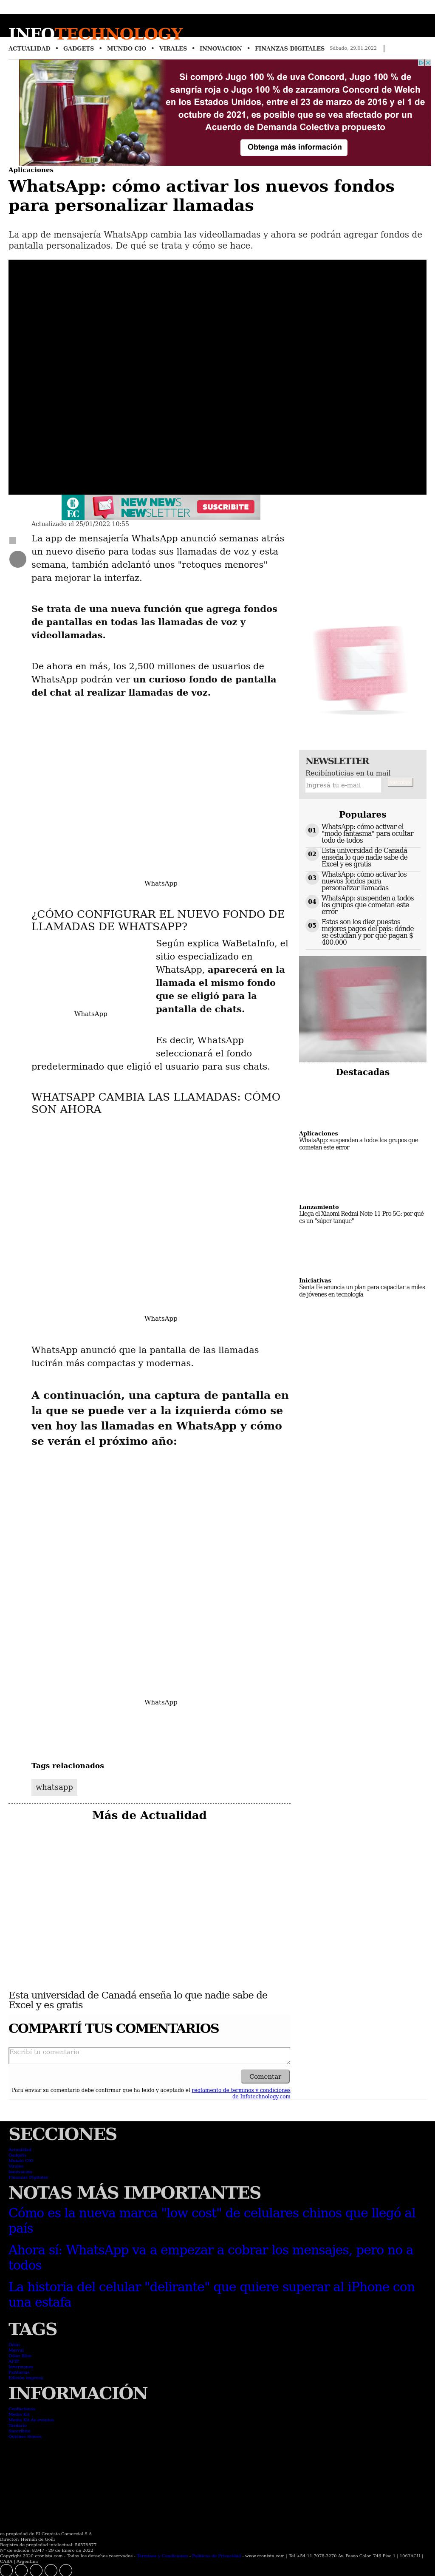 INFOTECHNOLOGY
ACTUALIDAD • GADGETS • MUNDO CIO • VIRALES • INNOVACION • FINANZAS DIGITALES Sábado, 29.01.2022
Si compró Jugo 100 % de uva Concord, Jugo 100 % de
sangría roja o Jugo 100 % de zarzamora Concord de Welch
en los Estados Unidos, entre el 23 de marzo de 2016 y el 1 de
octubre de 2021, es posible que se vea afectado por un
Acuerdo de Demanda Colectiva propuesto
Obtenga más información
Aplicaciones
WhatsApp: cómo activar los nuevos fondos
para personalizar llamadas
La app de mensajería WhatsApp cambia las videollamadas y ahora se podrán agregar fondos de
pantalla personalizados. De qué se trata y cómo se hace.
EC
NEW NEWS
NEWSLETTER
SUSCRIBITE
Actualizado el 25/01/2022 10:55
La app de mensajería WhatsApp anunció semanas atrás
un nuevo diseño para todas sus llamadas de voz y esta
semana, también adelantó unos "retoques menores"
para mejorar la interfaz.
Se trata de una nueva función que agrega fondos
de pantallas en todas las llamadas de voz y
videollamadas.
De ahora en más, los 2,500 millones de usuarios de
WhatsApp podrán ver un curioso fondo de pantalla
del chat al realizar llamadas de voz.
WhatsApp
¿CÓMO CONFIGURAR EL NUEVO FONDO DE
LLAMADAS DE WHATSAPP?
Según explica WaBetaInfo, el
sitio especializado en
WhatsApp, aparecerá en la
llamada el mismo fondo
que se eligió para la
pantalla de chats.
WhatsApp
Es decir, WhatsApp
seleccionará el fondo
predeterminado que eligió el usuario para sus chats.
WHATSAPP CAMBIA LAS LLAMADAS: CÓMO
SON AHORA
WhatsApp
WhatsApp anunció que la pantalla de las llamadas
lucirán más compactas y modernas.
A continuación, una captura de pantalla en
la que se puede ver a la izquierda cómo se
ven hoy las llamadas en WhatsApp y cómo
se verán el próximo año:
WhatsApp
Tags relacionados
whatsapp
NEWSLETTER
Recibínoticias en tu mail
Ingresá tu e-mail
Populares
01 WhatsApp: cómo activar el
"modo fantasma" para ocultar
todo de todos
02 Esta universidad de Canadá
enseña lo que nadie sabe de
Excel y es gratis
03 WhatsApp: cómo activar los
nuevos fondos para
personalizar llamadas
04 WhatsApp: suspenden a todos
los grupos que cometan este
error
05 Estos son los diez puestos
mejores pagos del país: dónde
se estudian y por qué pagan $
400.000
Destacadas
Aplicaciones
WhatsApp: suspenden a todos los grupos que
cometan este error
Lanzamiento
Llega el Xiaomi Redmi Note 11 Pro 5G: por qué
es un "súper tanque"
Iniciativas
Santa Fe anuncia un plan para capacitar a miles
de jóvenes en tecnología
Más de Actualidad
Esta universidad de Canadá enseña lo que nadie sabe de
Excel y es gratis
COMPARTÍ TUS COMENTARIOS
Escribí tu comentario
Comentar
Para enviar su comentario debe confirmar que ha leido y aceptado el reglamento de terminos y condiciones
de Infotechnology.com
SECCIONES
NOTAS MÁS IMPORTANTES
Cómo es la nueva marca "low cost" de celulares chinos que llegó al
país
Ahora sí: WhatsApp va a empezar a cobrar los mensajes, pero no a
todos
La historia del celular "delirante" que quiere superar al iPhone con
una estafa
TAGS
INFORMACIÓN
es propiedad de El Cronista Comercial S.A
Director: Hernán de Goñi
Registro de propiedad intelectual: 56579877
N° de edición: 6.947 - 29 de Enero de 2022
Copyright 2020 cronista.com - Todos los derechos reservados - www.cronista.com | Tel:+54 11 7078-3270 Av. Paseo Colon 746 Piso 1 | 1063ACU |
CABA | Argentina